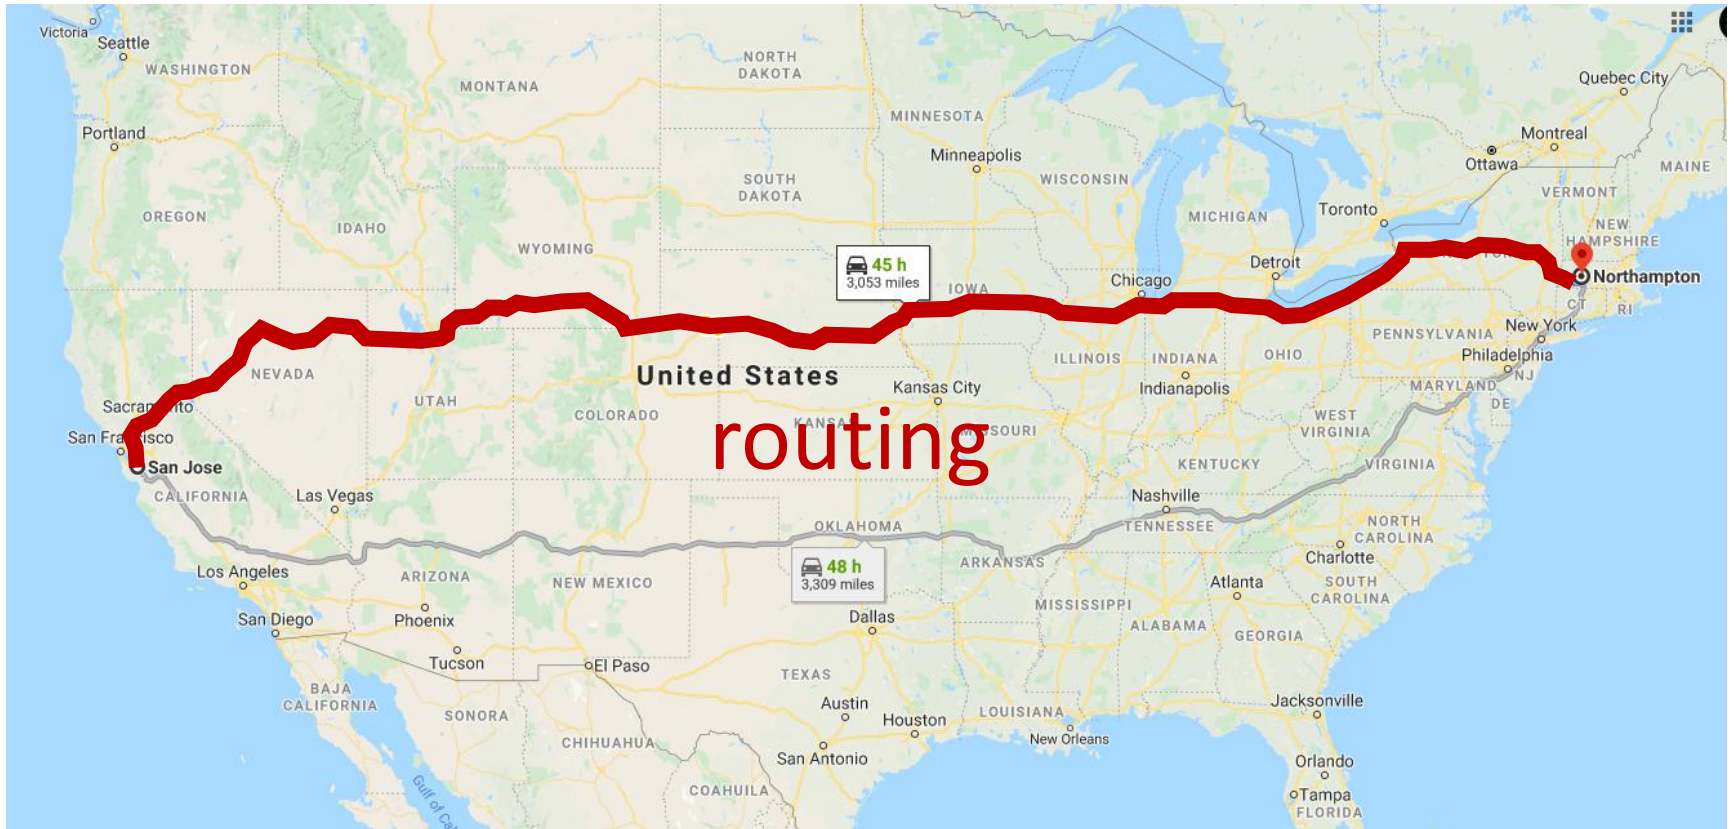 Victoria
Seattle
WASHINGTON
MONTANA
NORTH
DAKOTA
MINNESOTA
Quebec City
Portland
Minneapolis
Montreal
Ottawa
MAINE
SOUTH
DAKOTA
WISCONSIN
VERMONT
OREGON
IDAHO
MICHIGAN
Toronto
NEW
HAMPSHIRE
WYOMING
45 h
3,053 miles
Detroit
Chicago
IOWA
Northampton
CT
RI
New York
PENNSYLVANIA
Philadelphia
NEVADA
ILLINOIS
INDIANA
OHIO
United States
Kansas City
Indianapolis
MARYLAND
NJ
DE
UTAH
COLORADO
WEST
VIRGINIA
routing
San Jose
KENTUCKY
VIRGINIA
CALIFORNIA
Las Vegas
Nashville
OKLAHOMA
TENNESSEE
NORTH
CAROLINA
Charlotte
Los Angeles
ARIZONA
NEW MEXICO
48 h
3,309 miles
ARKANSAS
Atlanta
SOUTH
CAROLINA
San Diego
Phoenix
Dallas
MISSISSIPPI
ALABAMA
GEORGIA
Tucson
El Paso
TEXAS
BAJA
CALIFORNIA
SONORA
Austin
Houston
LOUISIANA
Jacksonville
CHIHUAHUA
San Antonio
New Orleans
Orlando
COAHUILA
Tampa
FLORIDA